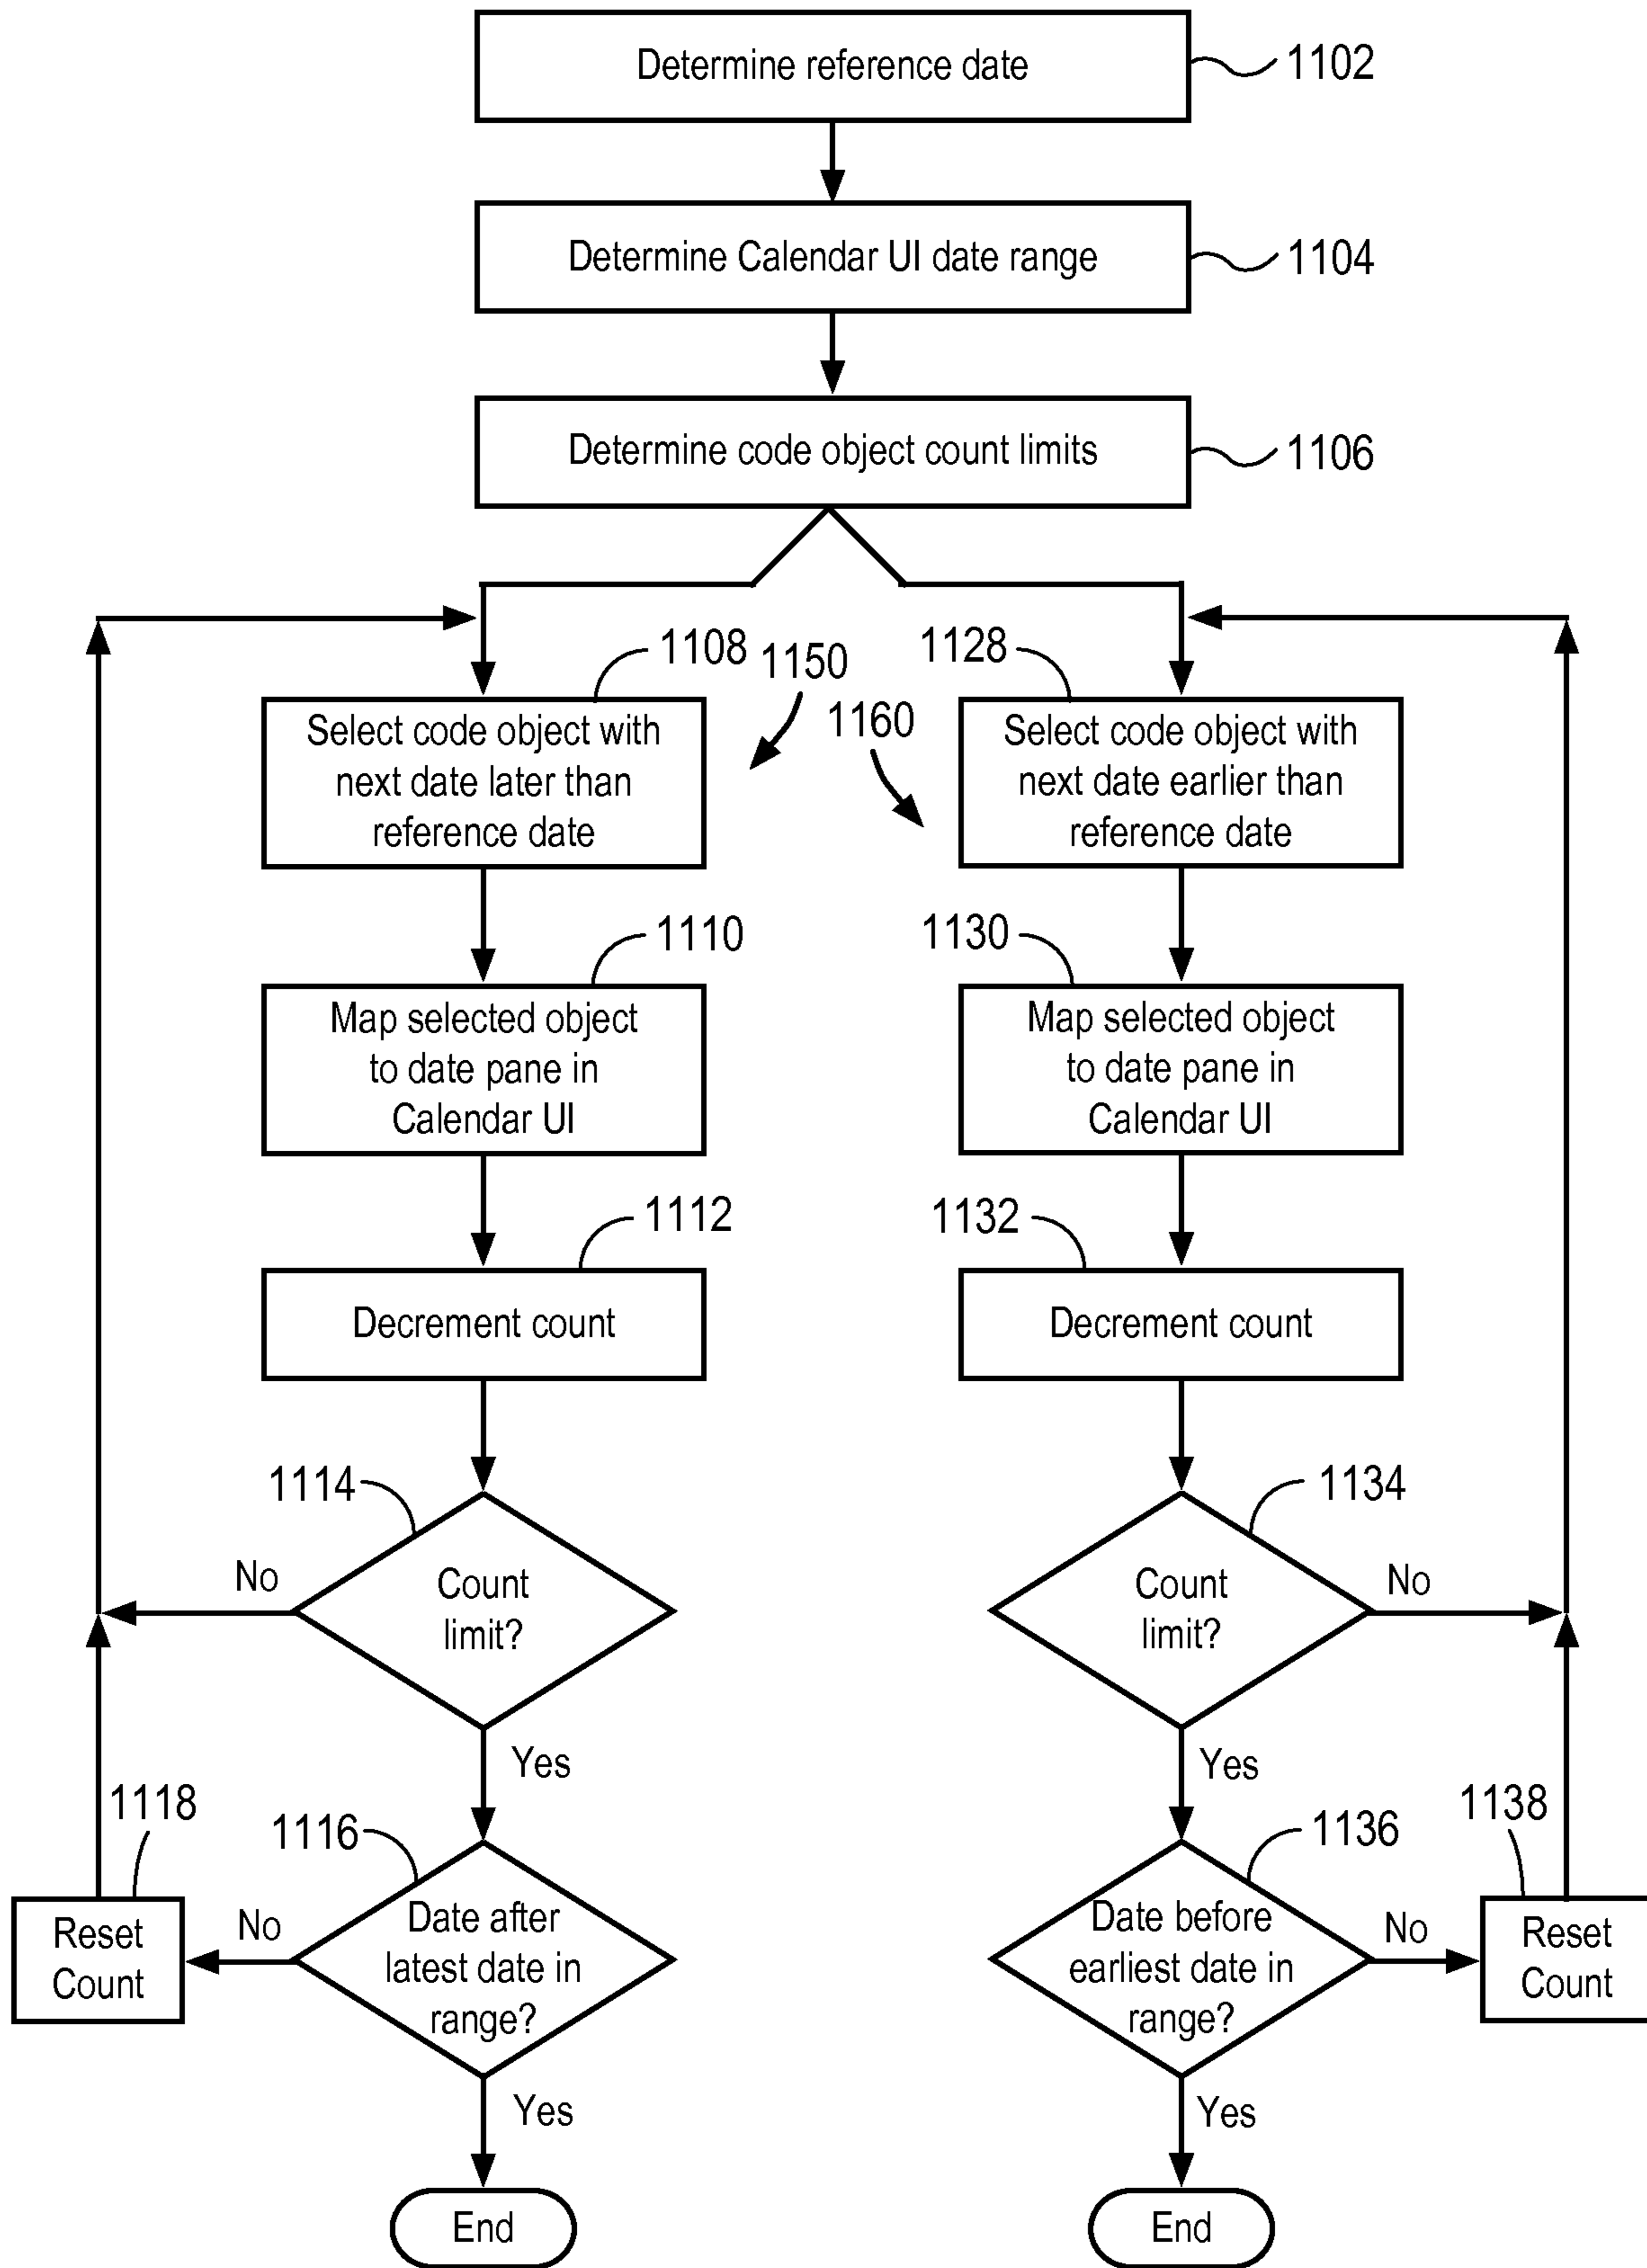 Determine reference date
1102
Determine Calendar UI date range
1104
Determine code object count limits
1106
1108
1150
1128
1160
Select code object with
next date later than
reference date
Select code object with
next date earlier than
reference date
1110
1130
Map selected object
to date pane in
Calendar UI
Map selected object
to date pane in
Calendar UI
1112
1132
Decrement count
Decrement count
1114
1134
No
Count
limit?
Count
limit?
No
Yes
Yes
1118
1116
1136
1138
Reset
Count
No
Date after
latest date in
range?
Date before
earliest date in
range?
No
Reset
Count
Yes
Yes
End
End